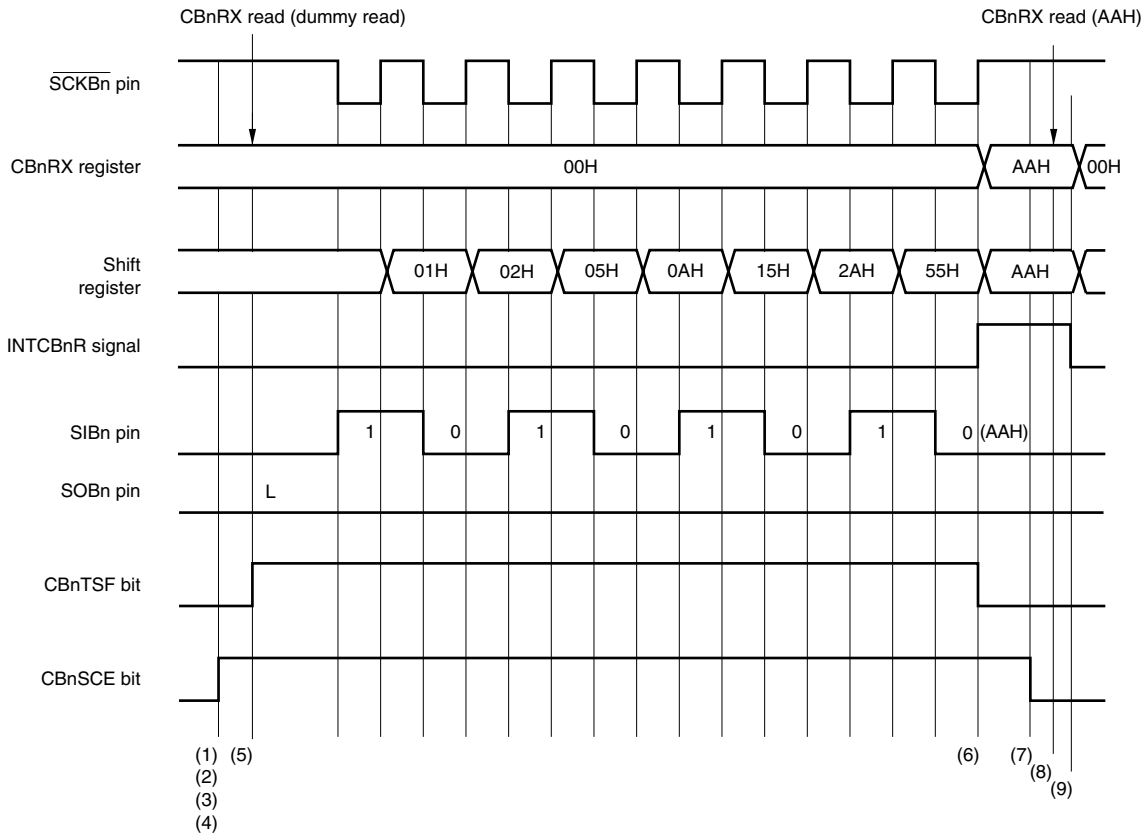 CBnRX read (dummy read)
CBnRX read (AAH)
SCKBn pin
CBnRX register
00H
AAH
00H
Shift
register
01H
02H
05H
0AH
15H
2AH
55H
AAH
INTCBnR signal
SIBn pin
1
0
1
0
1
0
1
0 (AAH)
SOBn pin
L
CBnTSF bit
CBnSCE bit
(1)
(5)
(6)
(7)
(8)
(9)
(2)
(3)
(4)